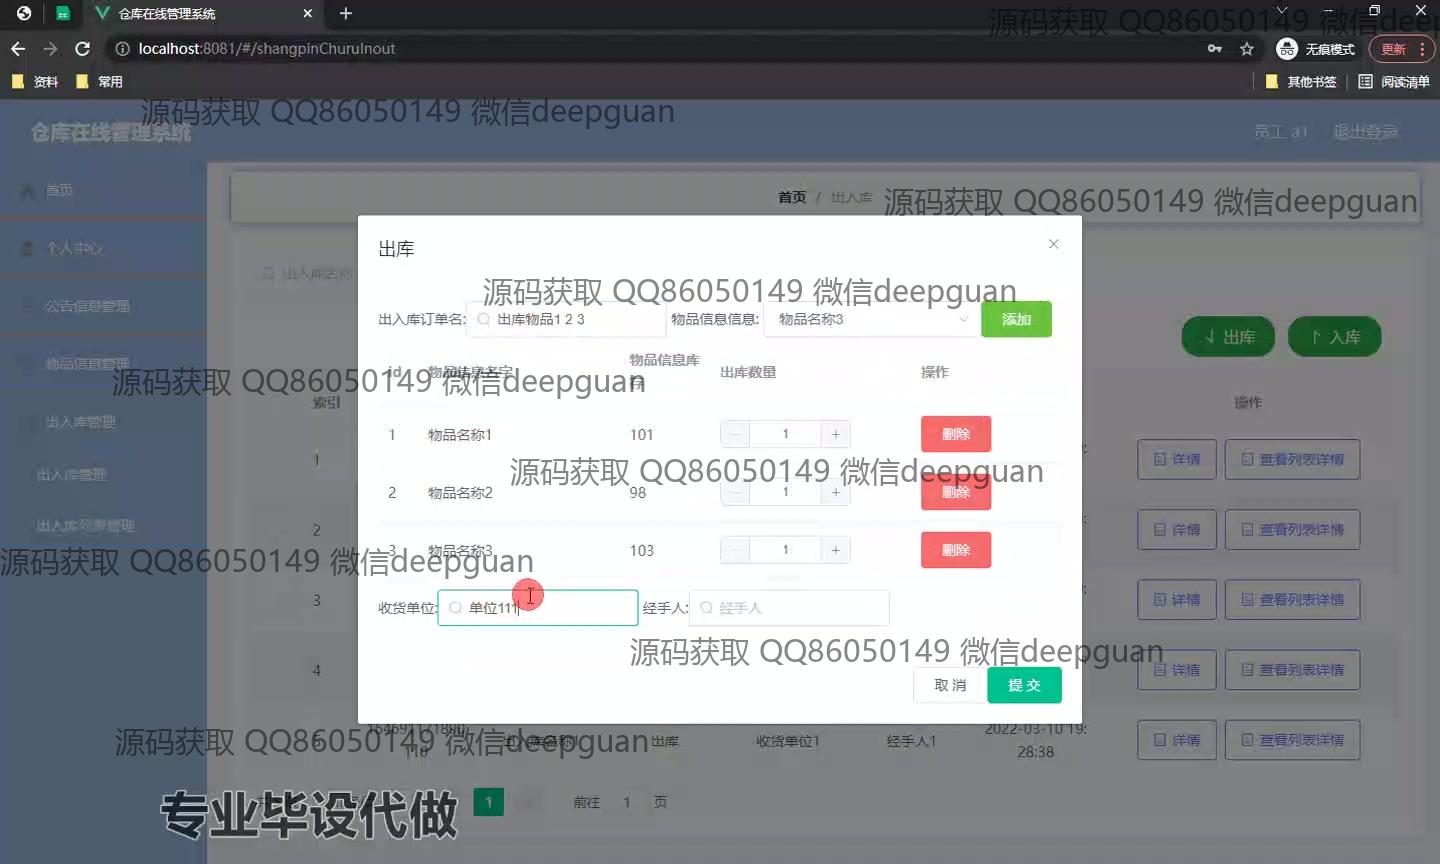 仓库在线管理系统
源码获取 QQ86050149 微信deep
localhost:8081/#/shangpinChuruInout
无痕模式
更新
资料
常用
其他书签
阅读清单
源码获取 QQ86050149 微信deepguan
仓库在线管理系统
员工 a1
退出登录
首页
首页 / 出入库
源码获取 QQ86050149 微信deepguan
个人中心
出库
出入库名称
源码获取 QQ86050149 微信deepguan
公告信息管理
出入库订单名:
出库物品1 2 3
物品信息信息:
物品名称3
添加
出库
入库
物品信息管理
id
物品信息名字
物品信息库
出库数量
操作
源码获取 QQ86050149 微信deepguan
索引
操作
出入库管理
1 物品名称1 101 1 删除
1
详情
查看列表详情
出入库管理
源码获取 QQ86050149 微信deepguan
2 物品名称2 98 1 删除
出入库列表管理
2
详情
查看列表详情
3 物品名称3 103 1 删除
源码获取 QQ86050149 微信deepguan
3
详情
查看列表详情
收货单位:
单位111
经手人:
经手人
源码获取 QQ86050149 微信deepguan
4
详情
查看列表详情
取 消
提 交
源码获取 QQ86050149 微信deepguan
5
出入库名称1
出库
收货单位1
经手人1
2022-03-10 19:
28:38
详情
查看列表详情
1
前往 1 页
专业毕设代做